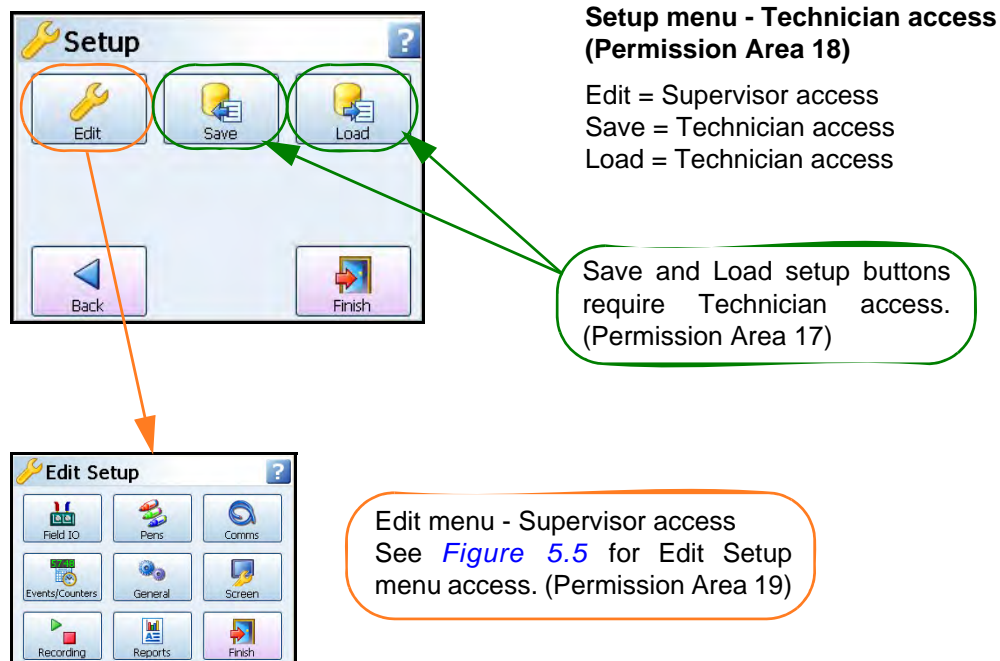 Setup
?
Edit
Save
Load
Back
Finish
Setup menu - Technician access
(Permission Area 18)
Edit = Supervisor access
Save = Technician access
Load = Technician access
Save and Load setup buttons
require Technician access.
(Permission Area 17)
Edit Setup
?
Field IO
Pens
Comms
Events/Counters
General
Screen
Recording
Reports
Finish
Edit menu - Supervisor access
See Figure 5.5 for Edit Setup
menu access. (Permission Area 19)